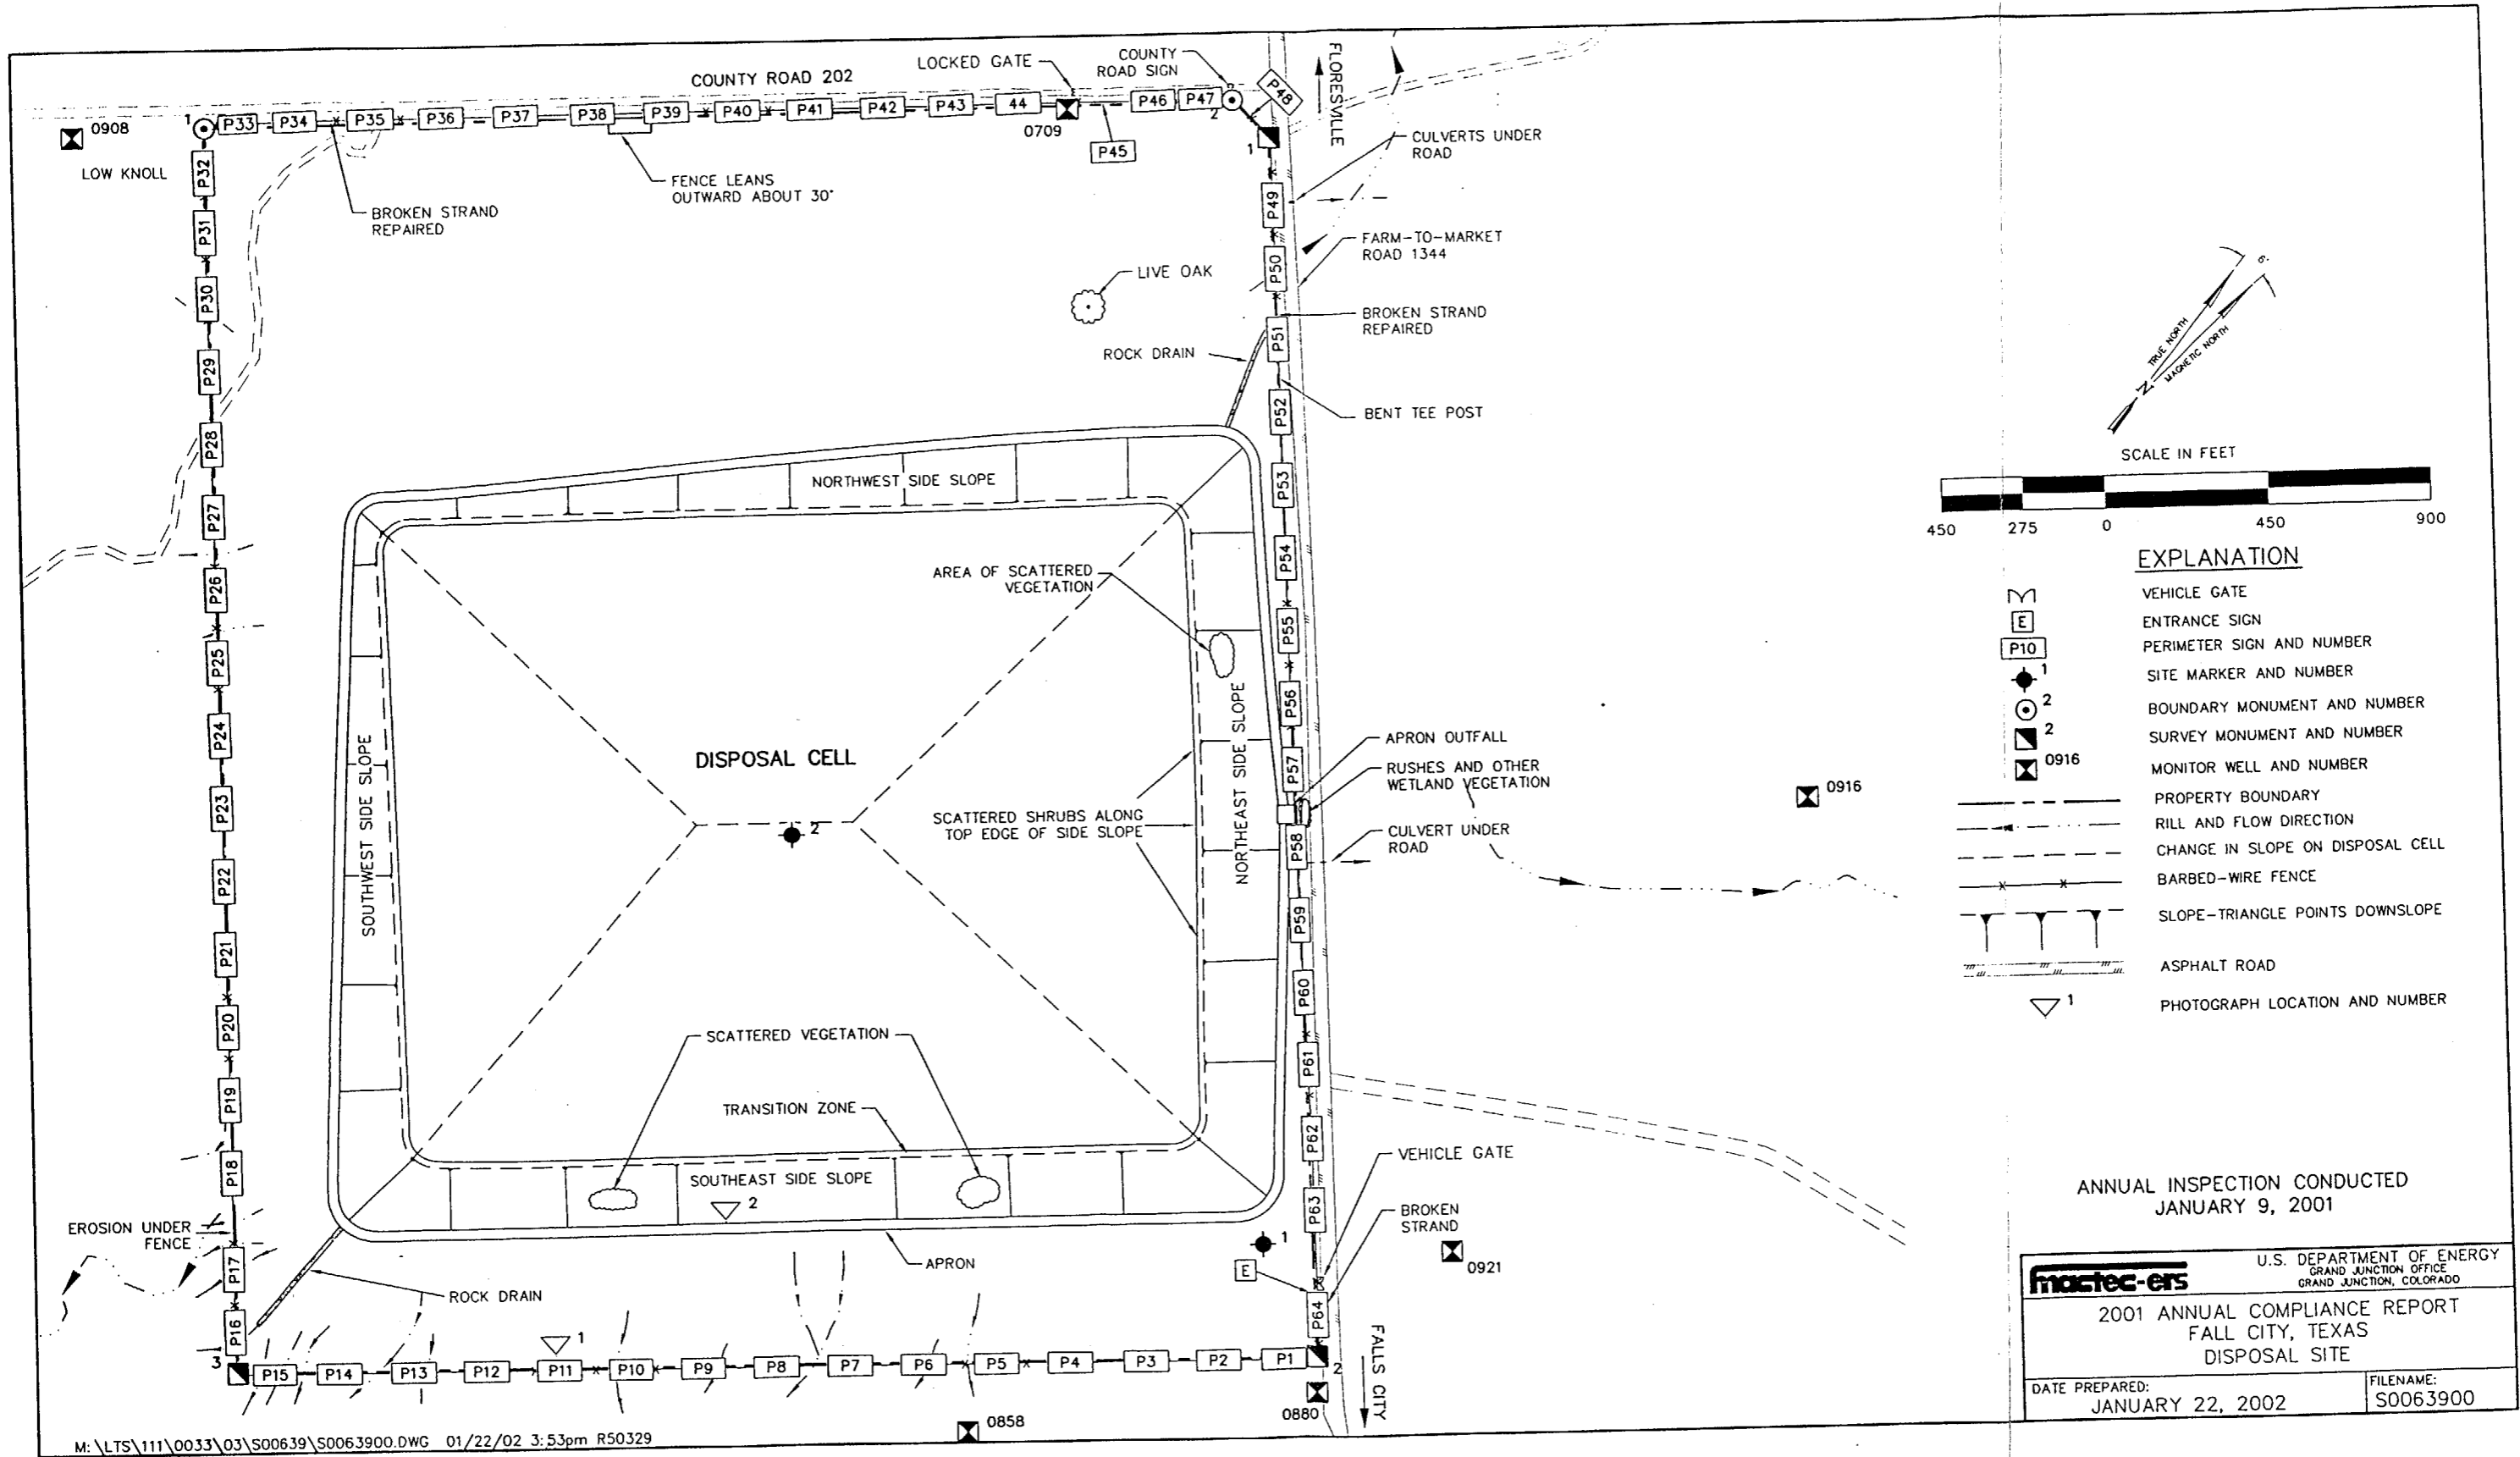 COUNTY ROAD 202
LOCKED GATE
COUNTY
ROAD SIGN
FLORESVILLE
P48
0908
1
P33
P34
P35
P36
P37
P38
P39
P40
P41
P42
P43
44
0709
P45
P46
P47
2
1
LOW KNOLL
BROKEN STRAND
REPAIRED
FENCE LEANS
OUTWARD ABOUT 30°
CULVERTS UNDER
ROAD
FARM-TO-MARKET
ROAD 1344
LIVE OAK
BROKEN STRAND
REPAIRED
ROCK DRAIN
BENT TEE POST
P32
P31
P30
P29
P28
P27
P26
P25
P24
P23
P22
P21
P20
P19
P18
P17
P16
P49
P50
P51
P52
P53
P54
P55
P56
P57
P58
P59
P60
P61
P62
P63
P64
NORTHWEST SIDE SLOPE
AREA OF SCATTERED
VEGETATION
DISPOSAL CELL
2
SOUTHWEST SIDE SLOPE
NORTHEAST SIDE SLOPE
SCATTERED SHRUBS ALONG
TOP EDGE OF SIDE SLOPE
APRON OUTFALL
RUSHES AND OTHER
WETLAND VEGETATION
CULVERT UNDER
ROAD
0916
SCATTERED VEGETATION
TRANSITION ZONE
SOUTHEAST SIDE SLOPE
2
VEHICLE GATE
BROKEN
STRAND
0921
1
E
EROSION UNDER
FENCE
APRON
ROCK DRAIN
1
3
P15
P14
P13
P12
P11
P10
P9
P8
P7
P6
P5
P4
P3
P2
P1
2
0880
0858
FALLS CITY
M:\LTS\111\0033\03\S00639\S0063900.DWG 01/22/02 3:53pm R50329
6°
TRUE NORTH
MAGNETIC NORTH
N
SCALE IN FEET
450 275 0 450 900
EXPLANATION
VEHICLE GATE
E ENTRANCE SIGN
P10 PERIMETER SIGN AND NUMBER
1 SITE MARKER AND NUMBER
2 BOUNDARY MONUMENT AND NUMBER
2 SURVEY MONUMENT AND NUMBER
0916 MONITOR WELL AND NUMBER
PROPERTY BOUNDARY
RILL AND FLOW DIRECTION
CHANGE IN SLOPE ON DISPOSAL CELL
BARBED-WIRE FENCE
SLOPE-TRIANGLE POINTS DOWNSLOPE
ASPHALT ROAD
1 PHOTOGRAPH LOCATION AND NUMBER
ANNUAL INSPECTION CONDUCTED
JANUARY 9, 2001
mactec-ers
U.S. DEPARTMENT OF ENERGY
GRAND JUNCTION OFFICE
GRAND JUNCTION, COLORADO
2001 ANNUAL COMPLIANCE REPORT
FALL CITY, TEXAS
DISPOSAL SITE
DATE PREPARED:
JANUARY 22, 2002
FILENAME:
S0063900